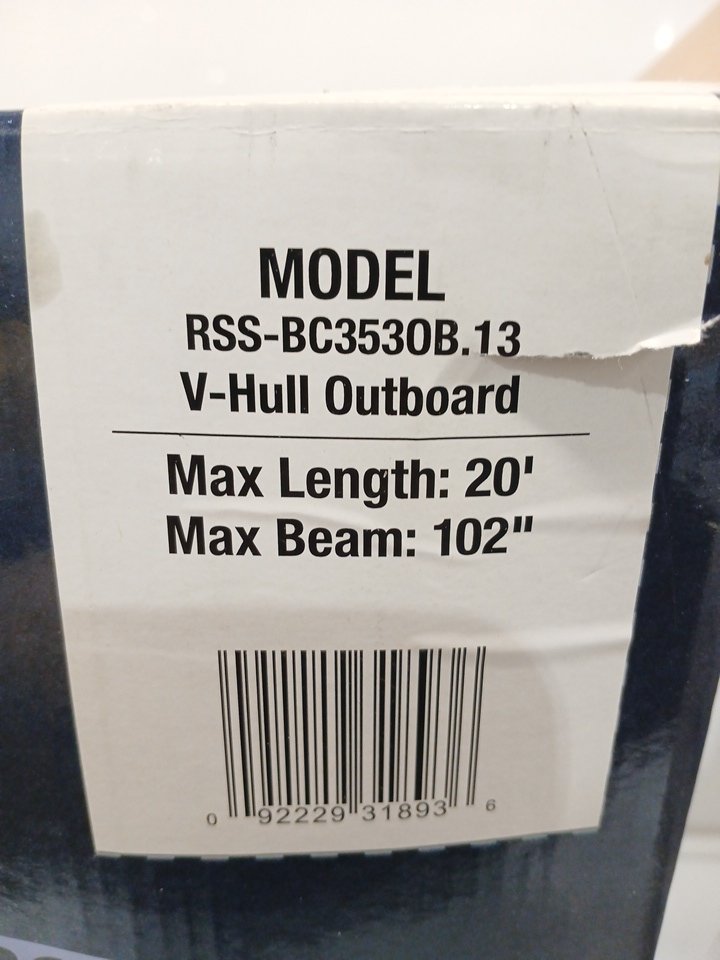 MODEL
RSS-BC3530B.13
V-Hull Outboard
Max Length: 20'
Max Beam: 102"
0 92229 31893 6